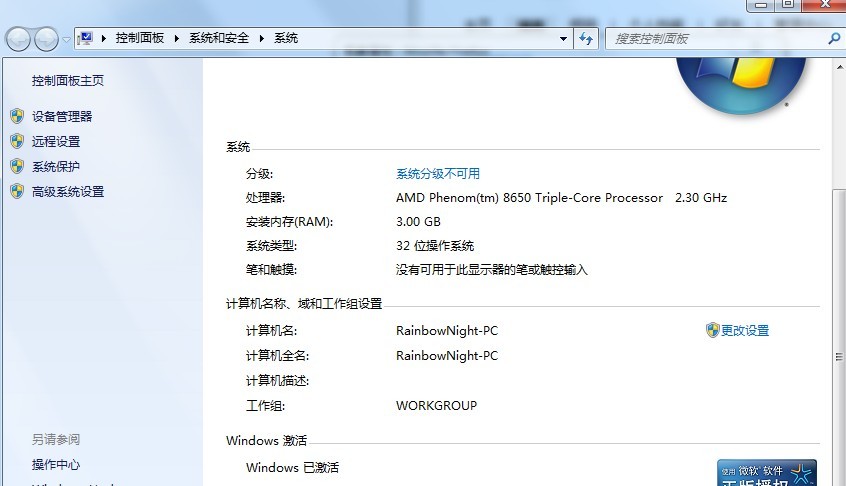 控制面板 系统和安全 系统
搜索控制面板
控制面板主页
设备管理器
远程设置
系统保护
高级系统设置
系统
分级: 系统分级不可用
处理器: AMD Phenom(tm) 8650 Triple-Core Processor 2.30 GHz
安装内存(RAM): 3.00 GB
系统类型: 32 位操作系统
笔和触摸: 没有可用于此显示器的笔或触控输入
计算机名称、域和工作组设置
计算机名: RainbowNight-PC 更改设置
计算机全名: RainbowNight-PC
计算机描述:
工作组: WORKGROUP
Windows 激活
Windows 已激活
另请参阅
操作中心
使用 微软 软件
正版授权